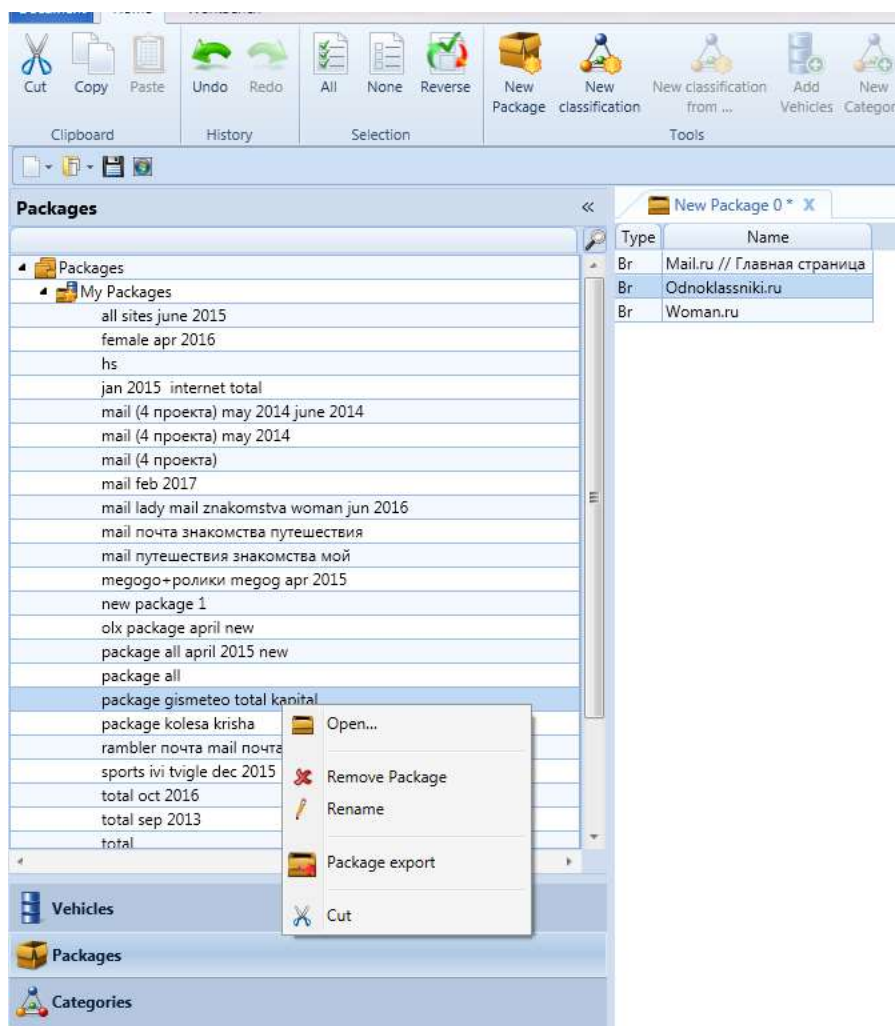 Document Home Workbench
Cut Copy Paste Undo Redo All None Reverse New Package New classification New classification from ... Add Vehicles New Categor
Clipboard History Selection Tools
Packages «
New Package 0 * X
Type Name
Packages
Br Mail.ru // Главная страница
My Packages
Br Odnoklassniki.ru
all sites june 2015
Br Woman.ru
female apr 2016
hs
jan 2015 internet total
mail (4 проекта) may 2014 june 2014
mail (4 проекта) may 2014
mail (4 проекта)
mail feb 2017
mail lady mail znakomstva woman jun 2016
mail почта знакомства путешествия
mail путешествия знакомства мой
megogo+ролики megog apr 2015
new package 1
olx package april new
package all april 2015 new
package all
package gismeteo total kapital
package kolesa krisha
Open...
rambler почта mail почта
sports ivi tvigle dec 2015
Remove Package
total oct 2016
Rename
total sep 2013
total
Package export
Vehicles
Cut
Packages
Categories